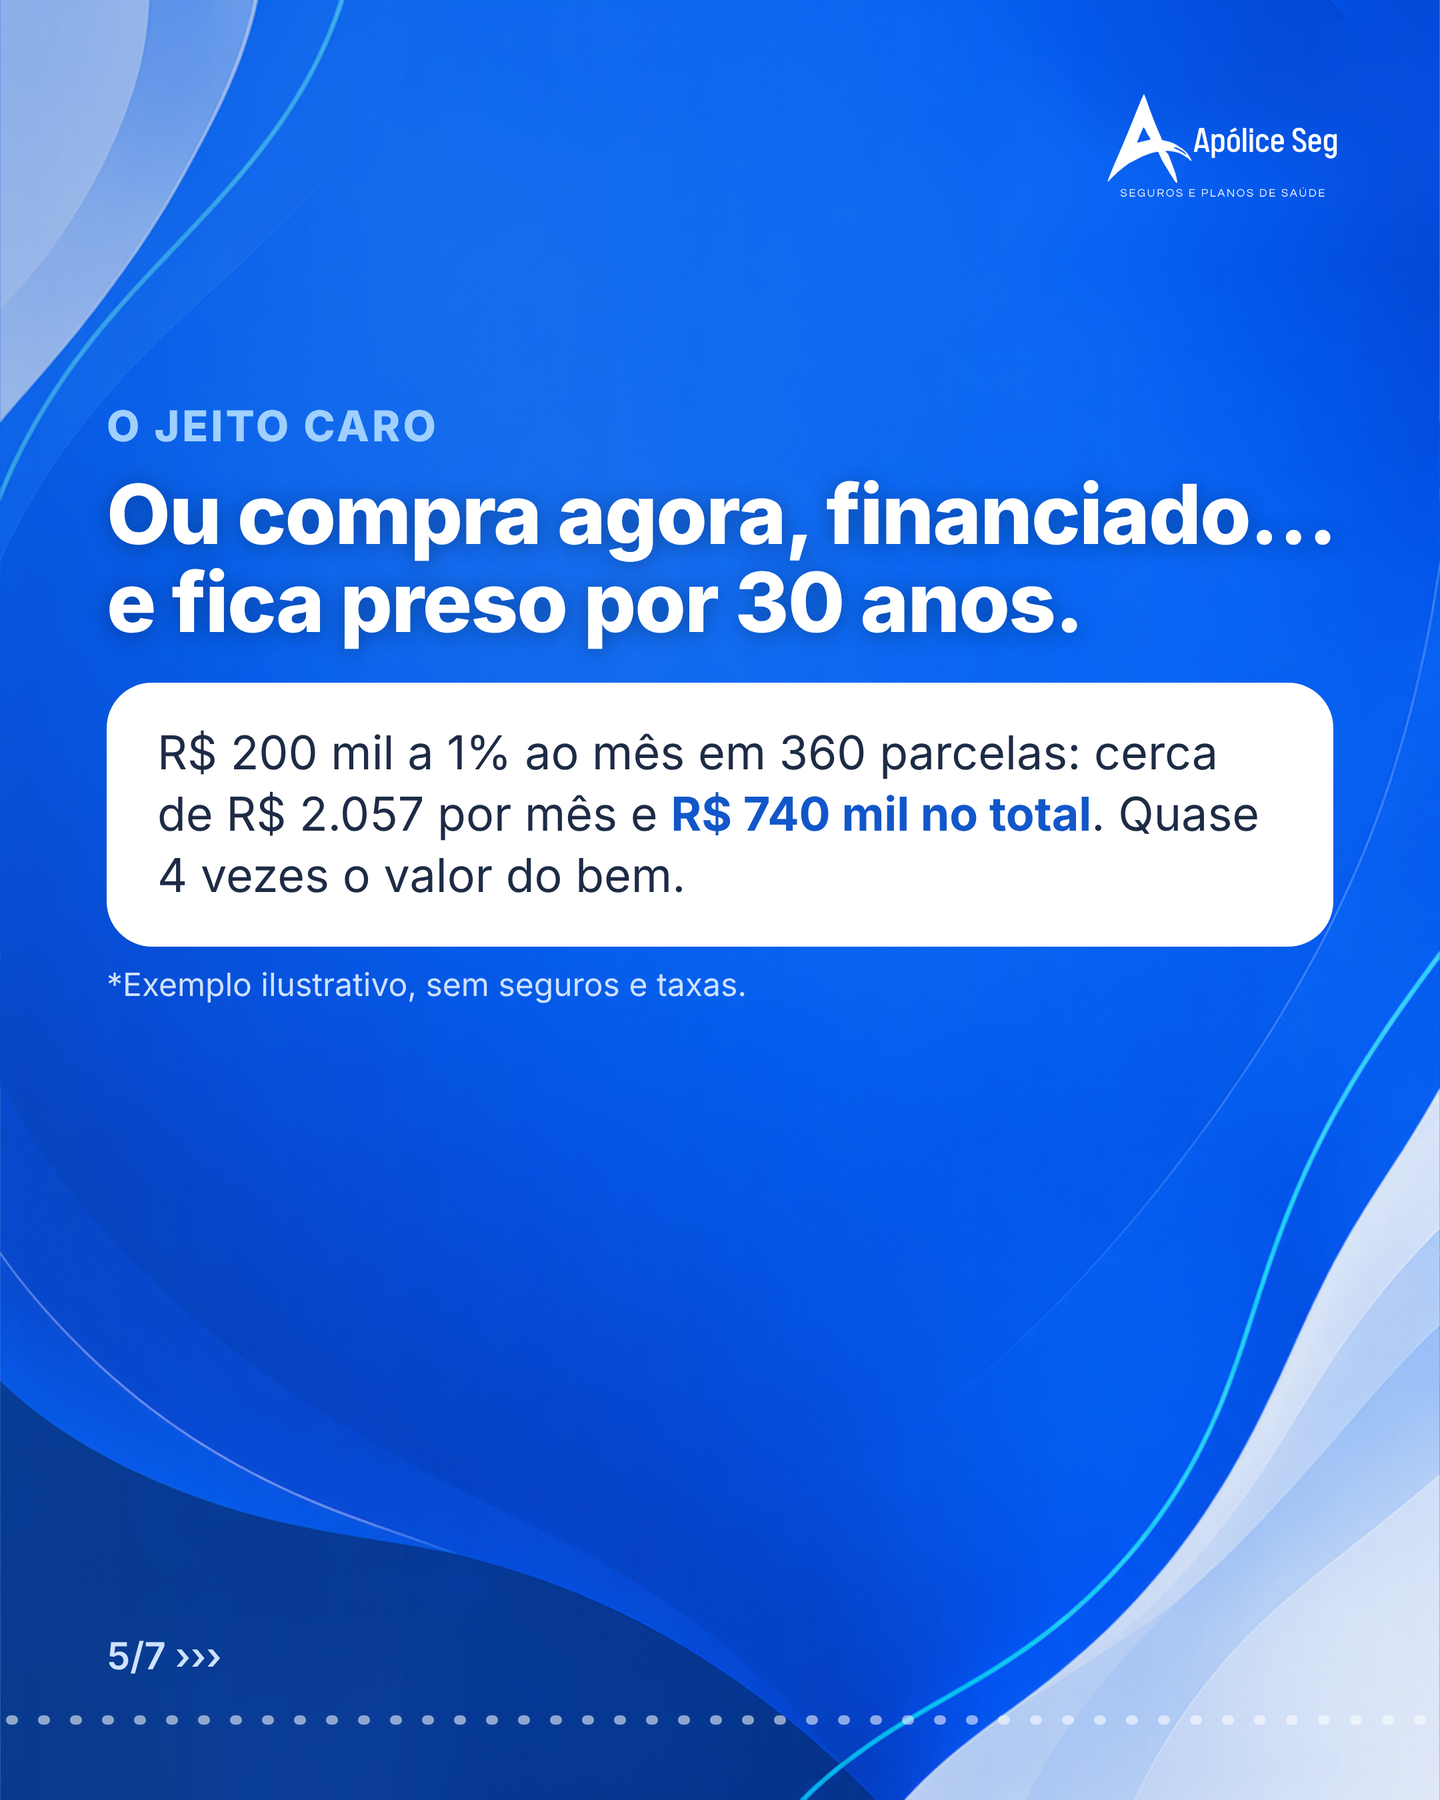 Apólice Seg
SEGUROS E PLANOS DE SAÚDE
O JEITO CARO
Ou compra agora, financiado...
e fica preso por 30 anos.
R$ 200 mil a 1% ao mês em 360 parcelas: cerca
de R$ 2.057 por mês e R$ 740 mil no total. Quase
4 vezes o valor do bem.
*Exemplo ilustrativo, sem seguros e taxas.
5/7 ›››